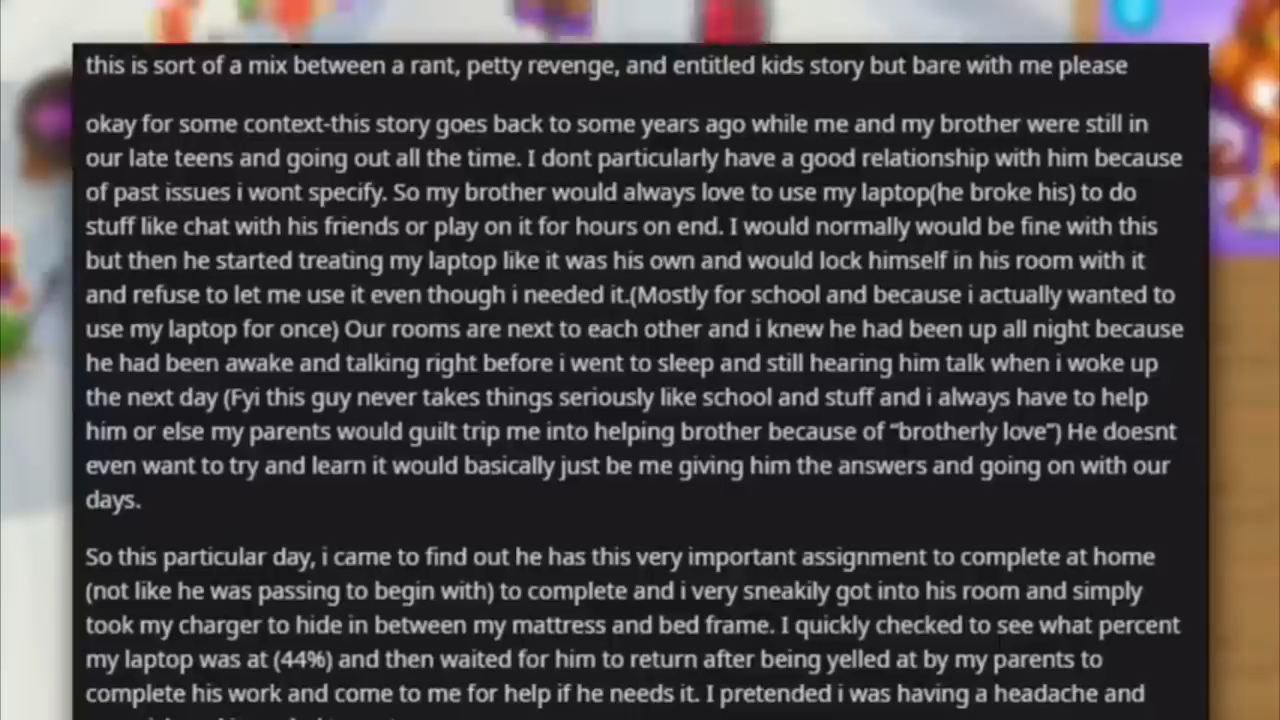 this is sort of a mix between a rant, petty revenge, and entitled kids story but bare with me please
okay for some context-this story goes back to some years ago while me and my brother were still in
our late teens and going out all the time. I dont particularly have a good relationship with him because
of past issues i wont specify. So my brother would always love to use my laptop(he broke his) to do
stuff like chat with his friends or play on it for hours on end. I would normally would be fine with this
but then he started treating my laptop like it was his own and would lock himself in his room with it
and refuse to let me use it even though i needed it.(Mostly for school and because i actually wanted to
use my laptop for once) Our rooms are next to each other and i knew he had been up all night because
he had been awake and talking right before i went to sleep and still hearing him talk when i woke up
the next day (Fyi this guy never takes things seriously like school and stuff and i always have to help
him or else my parents would guilt trip me into helping brother because of “brotherly love”) He doesnt
even want to try and learn it would basically just be me giving him the answers and going on with our
days.
So this particular day, i came to find out he has this very important assignment to complete at home
(not like he was passing to begin with) to complete and i very sneakily got into his room and simply
took my charger to hide in between my mattress and bed frame. I quickly checked to see what percent
my laptop was at (44%) and then waited for him to return after being yelled at by my parents to
complete his work and come to me for help if he needs it. I pretended i was having a headache and